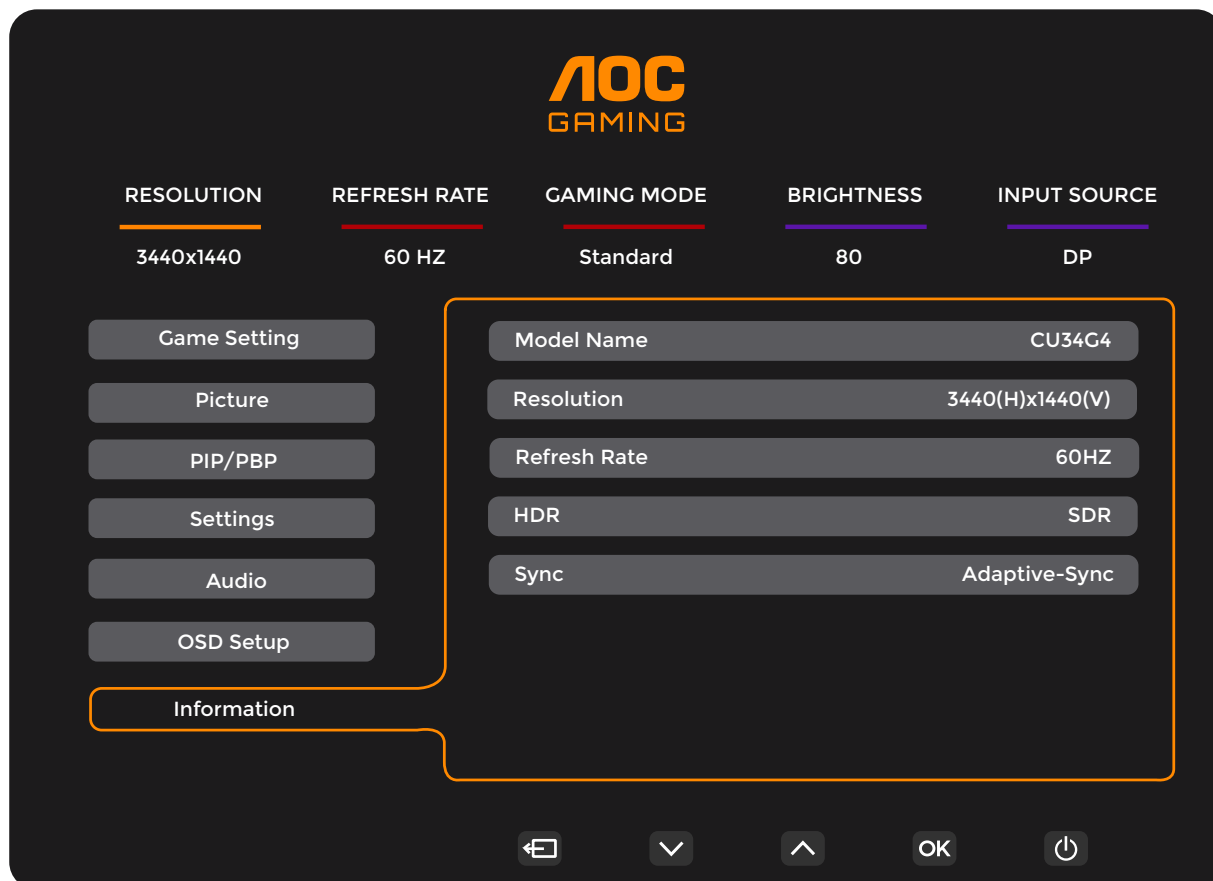 AOC
GAMING
RESOLUTION REFRESH RATE GAMING MODE BRIGHTNESS INPUT SOURCE
3440x1440 60 HZ Standard 80 DP
Game Setting
Picture
PIP/PBP
Settings
Audio
OSD Setup
Information
Model Name CU34G4
Resolution 3440(H)x1440(V)
Refresh Rate 60HZ
HDR SDR
Sync Adaptive-Sync
OK